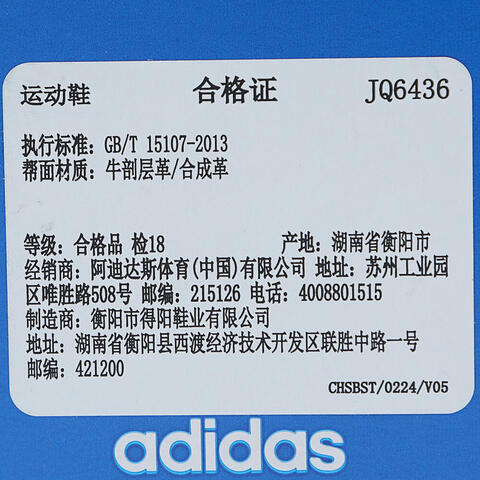 运动鞋 合格证 JQ6436
执行标准: GB/T 15107-2013
帮面材质: 牛剖层革/合成革
等级: 合格品 检18 产地: 湖南省衡阳市
经销商: 阿迪达斯体育(中国)有限公司 地址: 苏州工业园
区唯胜路508号 邮编: 215126 电话: 4008801515
制造商: 衡阳市得阳鞋业有限公司
地址: 湖南省衡阳县西渡经济技术开发区联胜中路一号
邮编: 421200
CHSBST/0224/V05
adidas